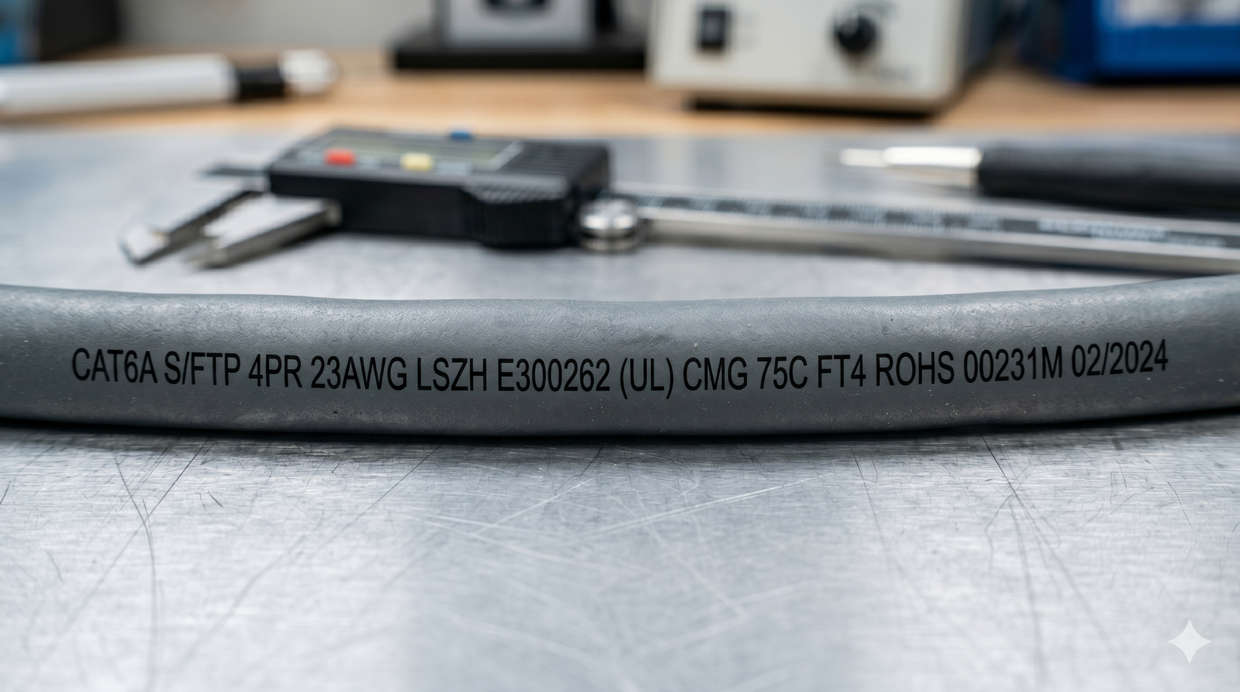 CAT6A S/FTP 4PR 23AWG LSZH E300262 (UL) CMG 75C FT4 ROHS 00231M 02/2024